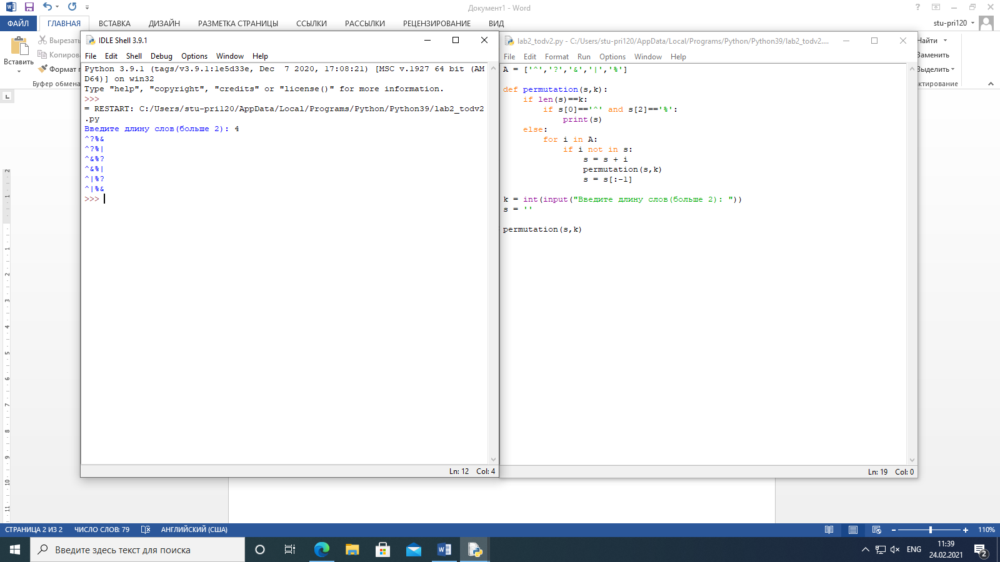 Документ1 - Word
ФАЙЛ ГЛАВНАЯ ВСТАВКА ДИЗАЙН РАЗМЕТКА СТРАНИЦЫ ССЫЛКИ РАССЫЛКИ РЕЦЕНЗИРОВАНИЕ ВИД stu-pri120
Вставить
Вырезать
Формат
Буфер обмена
Найти
Заменить
IDLE Shell 3.9.1
File Edit Shell Debug Options Window Help
Python 3.9.1 (tags/v3.9.1:1e5d33e, Dec  7 2020, 17:08:21) [MSC v.1927 64 bit (AM
D64)] on win32
Type "help", "copyright", "credits" or "license()" for more information.
>>>
= RESTART: C:/Users/stu-pri120/AppData/Local/Programs/Python/Python39/lab2_todv2
.py
Введите длину слов(больше 2): 4
^?%&
^?%|
^&%?
^&%|
^|%?
^|%&
>>>
Ln: 12 Col: 4
lab2_todv2.py - C:/Users/stu-pri120/AppData/Local/Programs/Python/Python39/lab2_todv2....
File Edit Format Run Options Window Help
A = ['^','?','&','|','%']
def permutation(s,k):
    if len(s)==k:
        if s[0]=='^' and s[2]=='%':
            print(s)
    else:
        for i in A:
            if i not in s:
                s = s + i
                permutation(s,k)
                s = s[:-1]
k = int(input("Введите длину слов(больше 2): "))
s = ''
permutation(s,k)
Ln: 19 Col: 0
СТРАНИЦА 2 ИЗ 2 ЧИСЛО СЛОВ: 79 АНГЛИЙСКИЙ (США) 110%
Введите здесь текст для поиска
ENG
11:39
24.02.2021
2